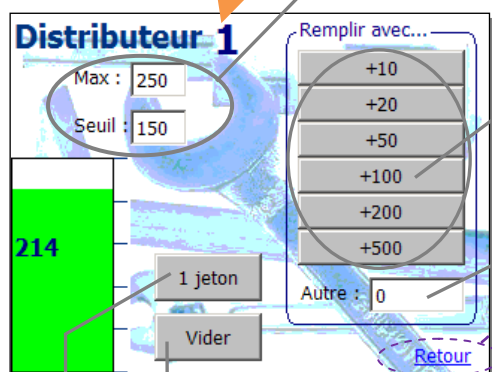 Distributeur 1
Max : 250
Seuil : 150
214
1 jeton
Vider
Remplir avec...
+10
+20
+50
+100
+200
+500
Autre : 0
Retour